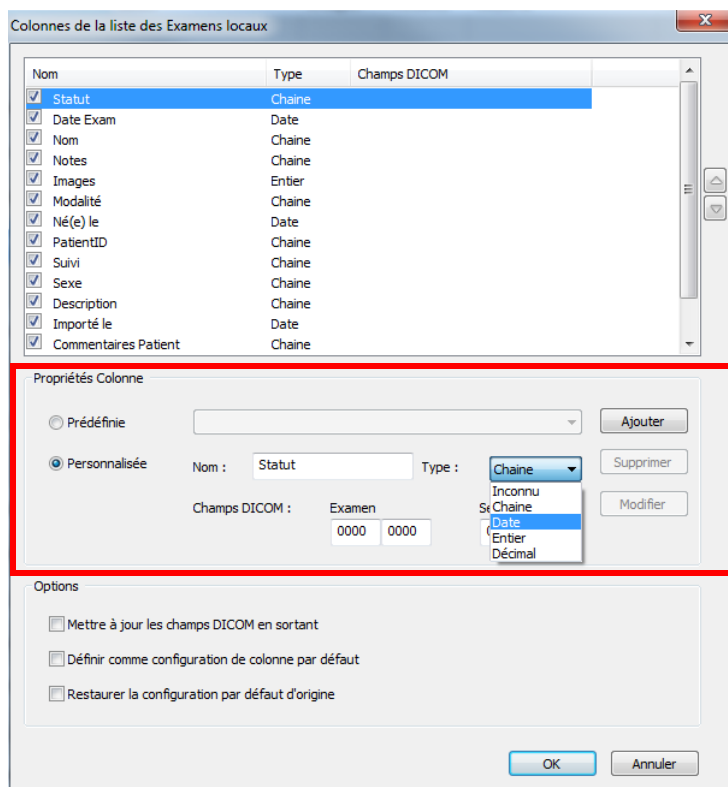 Colonnes de la liste des Examens locaux
Nom Type Champs DICOM
Statut Chaine
Date Exam Date
Nom Chaine
Notes Chaine
Images Entier
Modalité Chaine
Né(e) le Date
PatientID Chaine
Suivi Chaine
Sexe Chaine
Description Chaine
Importé le Date
Commentaires Patient Chaine
Propriétés Colonne
Prédéfinie Ajouter
Personnalisée Nom : Statut Type : Chaine Supprimer
Inconnu
Champs DICOM : Examen Chaine Modifier
0000 0000 Date
Entier
Décimal
Options
Mettre à jour les champs DICOM en sortant
Définir comme configuration de colonne par défaut
Restaurer la configuration par défaut d'origine
OK Annuler